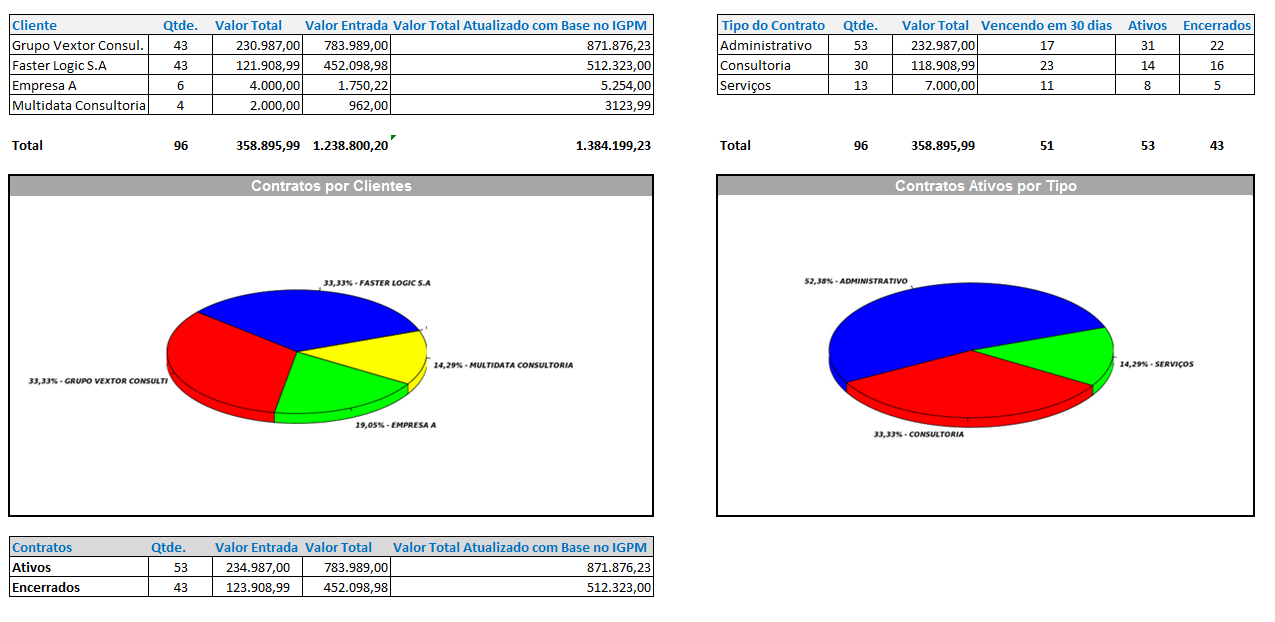 Cliente Qtde. Valor Total Valor Entrada Valor Total Atualizado com Base no IGPM
Grupo Vextor Consul. 43 230.987,00 783.989,00 871.876,23
Faster Logic S.A 43 121.908,99 452.098,98 512.323,00
Empresa A 6 4.000,00 1.750,22 5.254,00
Multidata Consultoria 4 2.000,00 962,00 3123,99
Total 96 358.895,99 1.238.800,20 1.384.199,23
Tipo do Contrato Qtde. Valor Total Vencendo em 30 dias Ativos Encerrados
Administrativo 53 232.987,00 17 31 22
Consultoria 30 118.908,99 23 14 16
Serviços 13 7.000,00 11 8 5
Total 96 358.895,99 51 53 43
Contratos por Clientes
33,33% - FASTER LOGIC S.A
14,29% - MULTIDATA CONSULTORIA
33,33% - GRUPO VEXTOR CONSULTI
19,05% - EMPRESA A
Contratos Ativos por Tipo
52,38% - ADMINISTRATIVO
14,29% - SERVIÇOS
33,33% - CONSULTORIA
Contratos Qtde. Valor Entrada Valor Total Valor Total Atualizado com Base no IGPM
Ativos 53 234.987,00 783.989,00 871.876,23
Encerrados 43 123.908,99 452.098,98 512.323,00